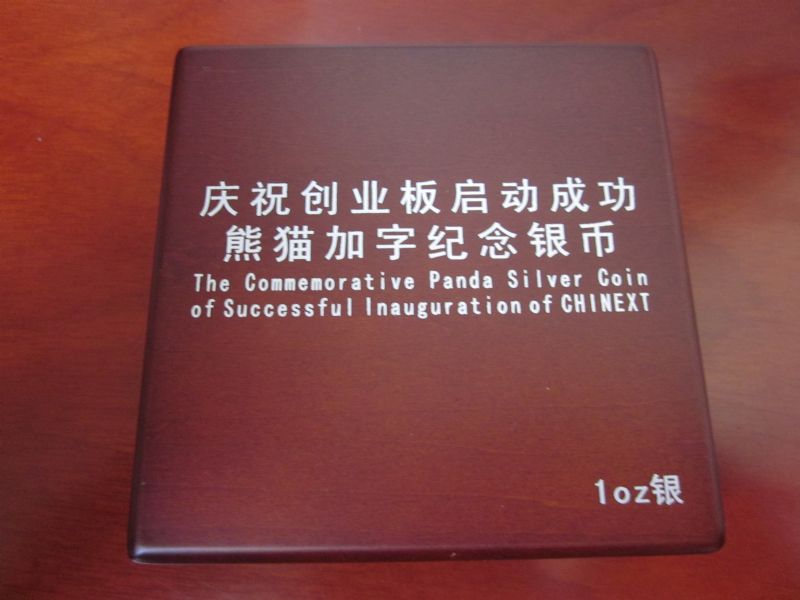 庆祝创业板启动成功
熊猫加字纪念银币
The Commemorative Panda Silver Coin
of Successful Inauguration of CHINEXT
1oz银